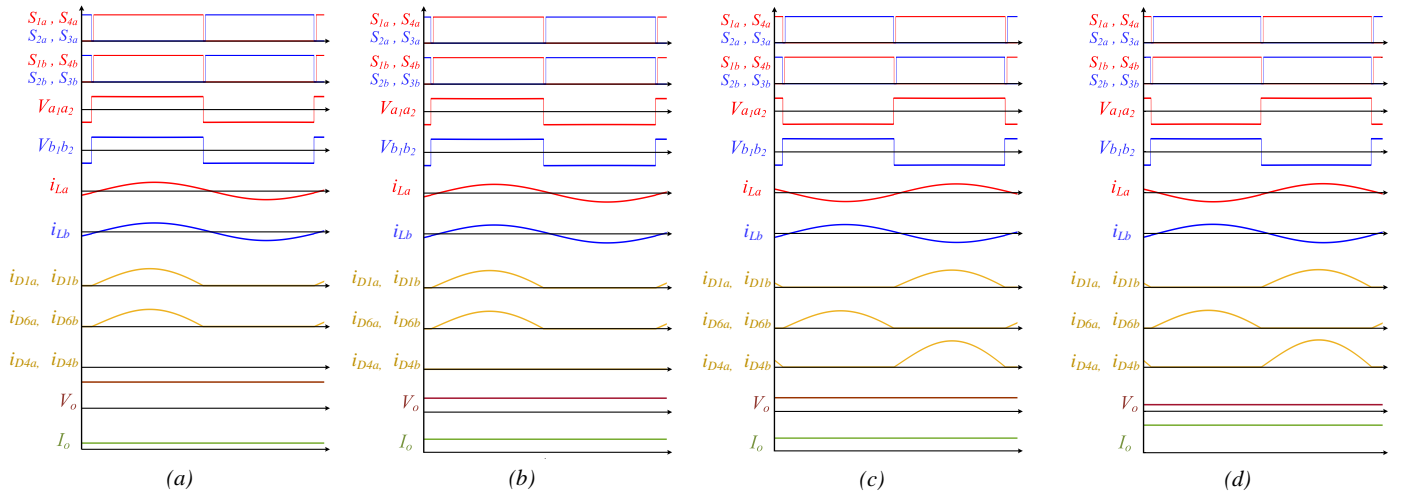 S1a , S4a
S2a , S3a
S1b , S4b
S2b , S3b
Va1a2
Vb1b2
iLa
iLb
iD1a, iD1b
iD6a, iD6b
iD4a, iD4b
Vo
Io
(a)
S1a , S4a
S2a , S3a
S1b , S4b
S2b , S3b
Va1a2
Vb1b2
iLa
iLb
iD1a, iD1b
iD6a, iD6b
iD4a, iD4b
Vo
Io
(b)
S1a , S4a
S2a , S3a
S1b , S4b
S2b , S3b
Va1a2
Vb1b2
iLa
iLb
iD1a, iD1b
iD6a, iD6b
iD4a, iD4b
Vo
Io
(c)
S1a , S4a
S2a , S3a
S1b , S4b
S2b , S3b
Va1a2
Vb1b2
iLa
iLb
iD1a, iD1b
iD6a, iD6b
iD4a, iD4b
Vo
Io
(d)